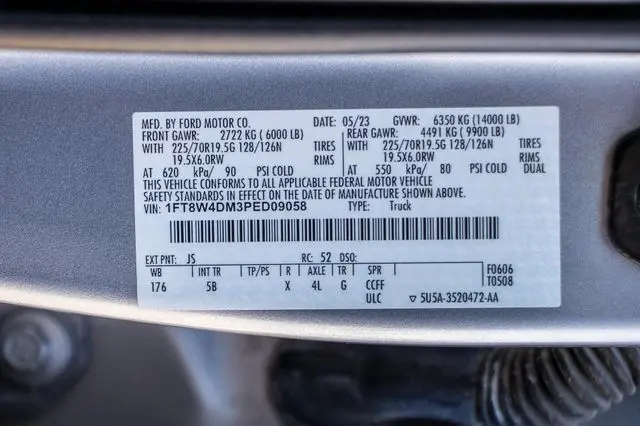 MFD. BY FORD MOTOR CO. DATE: 05/23 GVWR: 6350 KG (14000 LB)
FRONT GAWR: 2722 KG (6000 LB) REAR GAWR: 4491 KG (9900 LB)
WITH 225/70R19.5G 128/126N TIRES WITH 225/70R19.5G 128/126N TIRES
19.5X6.0RW RIMS 19.5X6.0RW RIMS
AT 620 kPa/ 90 PSI COLD AT 550 kPa/ 80 PSI COLD DUAL
THIS VEHICLE CONFORMS TO ALL APPLICABLE FEDERAL MOTOR VEHICLE
SAFETY STANDARDS IN EFFECT ON THE DATE OF MANUFACTURE SHOWN ABOVE.
VIN: 1FT8W4DM3PED09058 TYPE: Truck
EXT PNT: JS RC: 52 DSO:
WB INT TR TP/PS R AXLE TR SPR F0606
176 5B X 4L G CCFF T0508
ULC ▽ 5U5A-3520472-AA